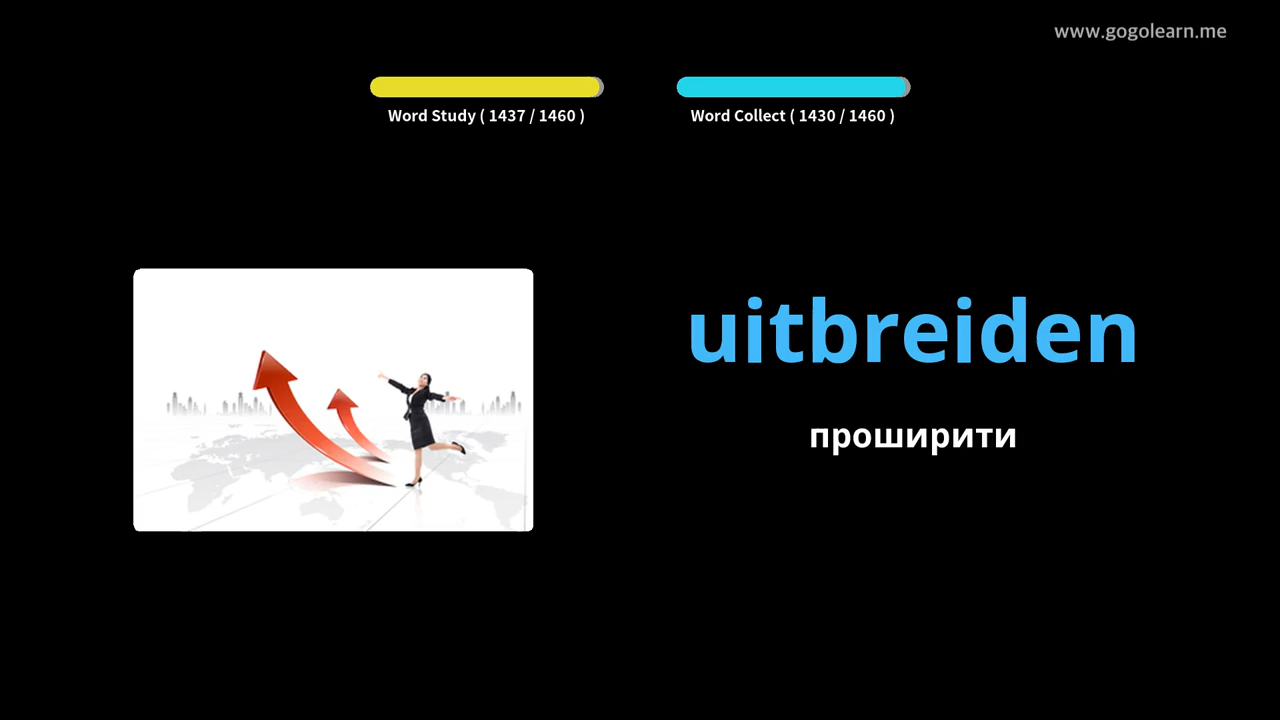 www.gogolearn.me
Word Study ( 1437 / 1460 )
Word Collect ( 1430 / 1460 )
uitbreiden
проширити